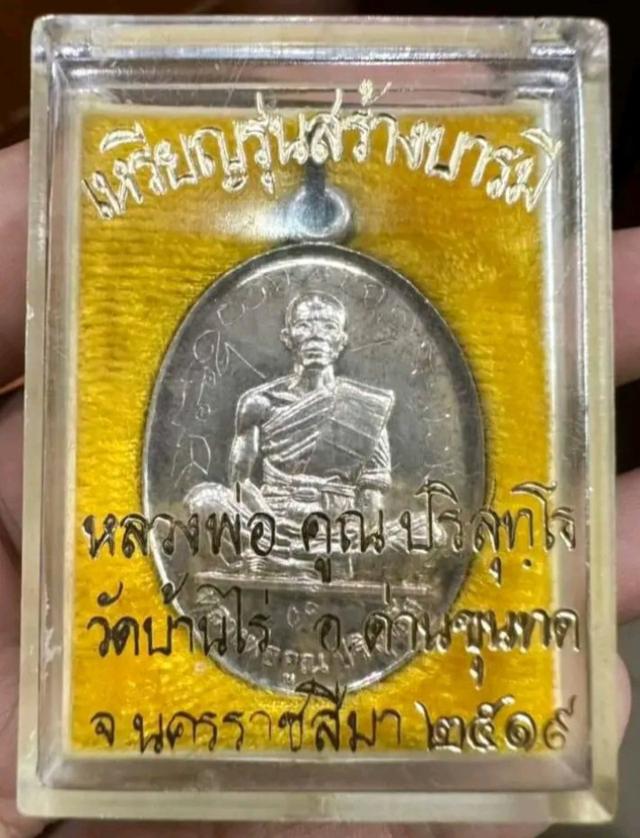 เหรียญรุ่นสร้างบารมี
หลวงพ่อ คูณ ปริสุทฺโธ
วัดบ้านไร่ อ.ด่านขุนทด
จ.นครราชสีมา ๒๕๑๙